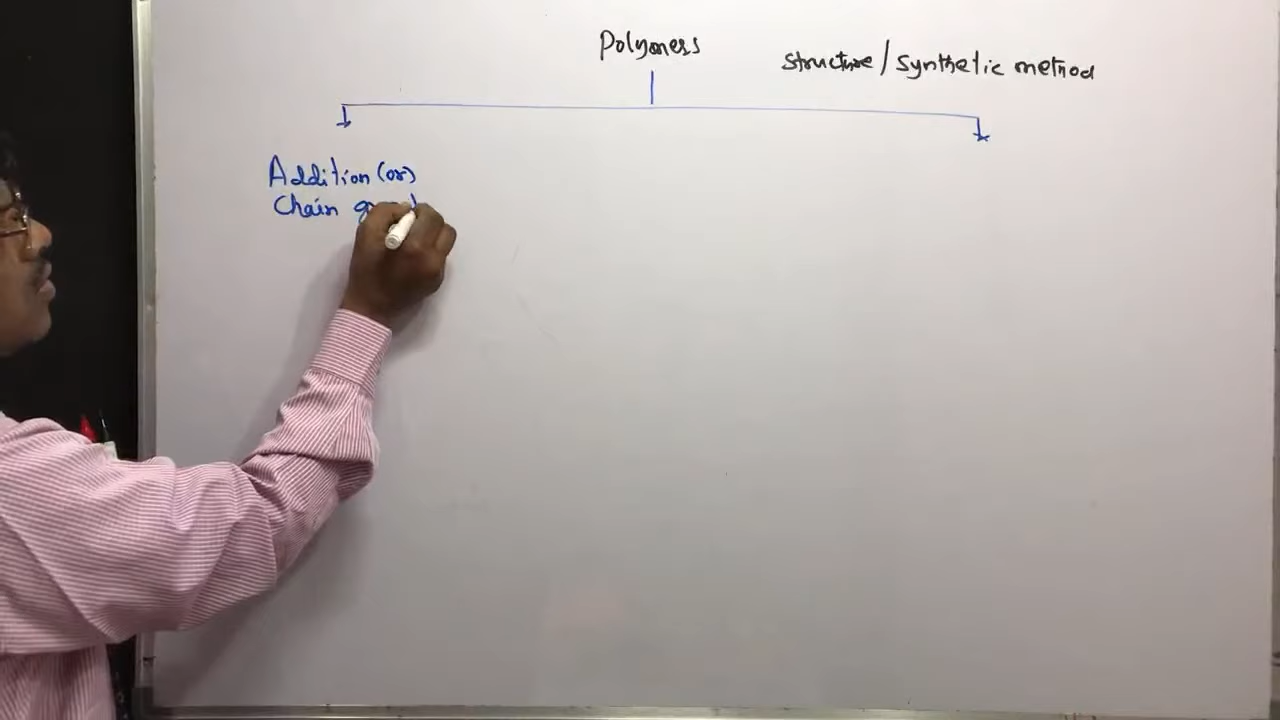 Polymers
structure / synthetic method
Addition (or)
Chain